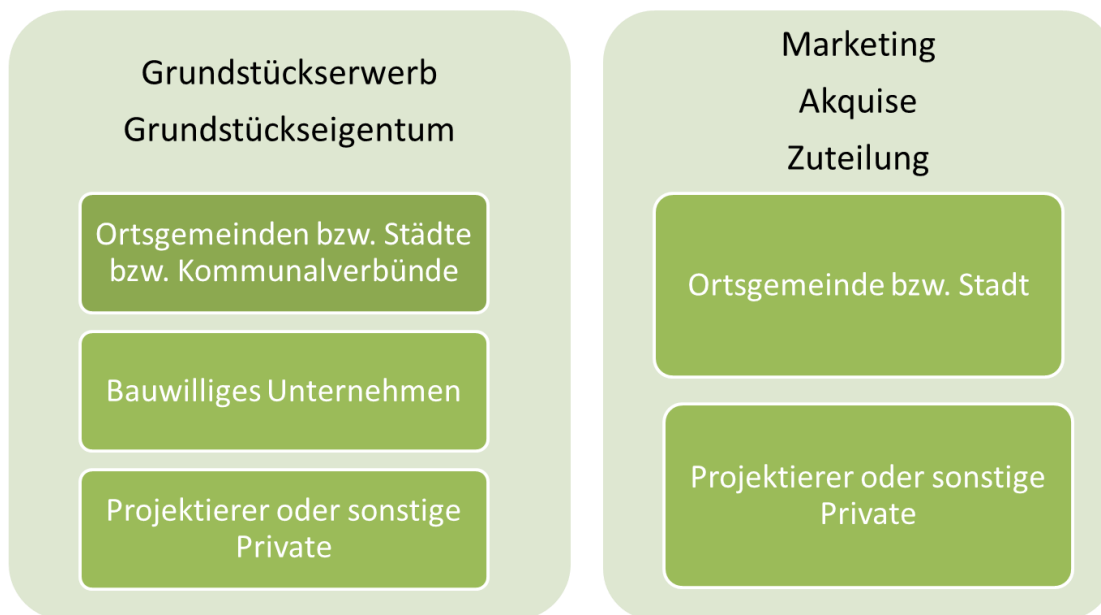 Grundstückserwerb
Grundstückseigentum
Ortsgemeinden bzw. Städte
bzw. Kommunalverbünde
Bauwilliges Unternehmen
Projektierer oder sonstige
Private
Marketing
Akquise
Zuteilung
Ortsgemeinde bzw. Stadt
Projektierer oder sonstige
Private